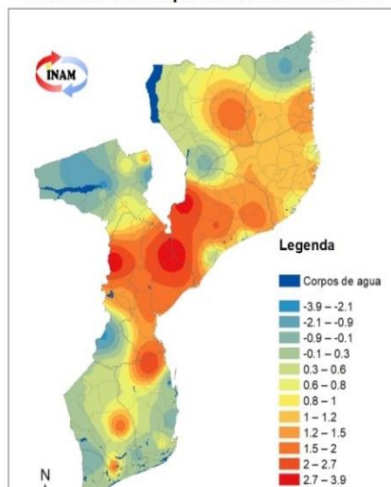 INAM
Legenda
Corpos de agua
-3.9 – -2.1
-2.1 – -0.9
-0.9 – -0.1
-0.1 – 0.3
0.3 – 0.6
0.6 – 0.8
0.8 – 1
1 – 1.2
1.2 – 1.5
1.5 – 2
2 – 2.7
2.7 – 3.9
N